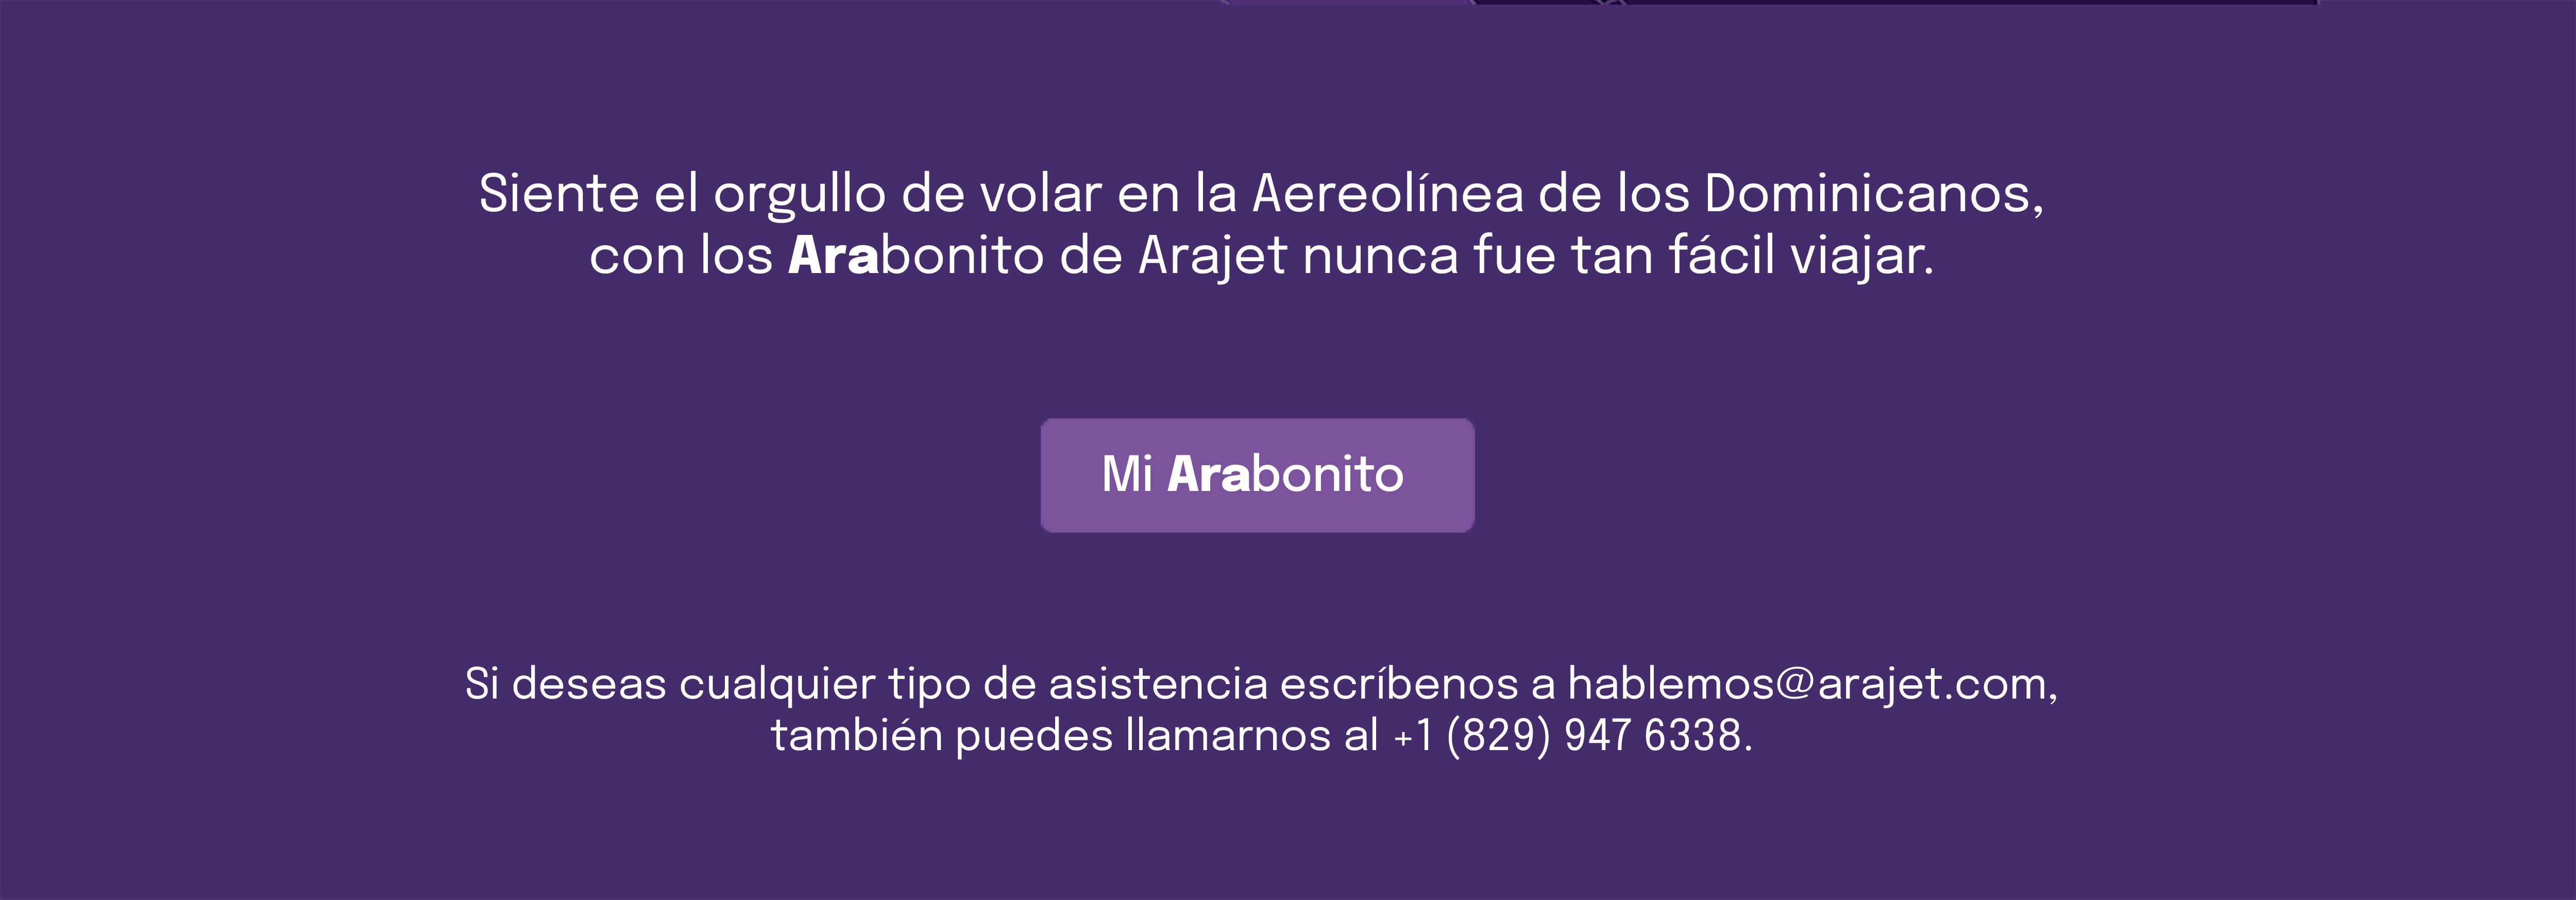 Siente el orgullo de volar en la Aereolínea de los Dominicanos,
con los Arabonito de Arajet nunca fue tan fácil viajar.
Mi Arabonito
Si deseas cualquier tipo de asistencia escríbenos a hablemos@arajet.com,
también puedes llamarnos al +1 (829) 947 6338.